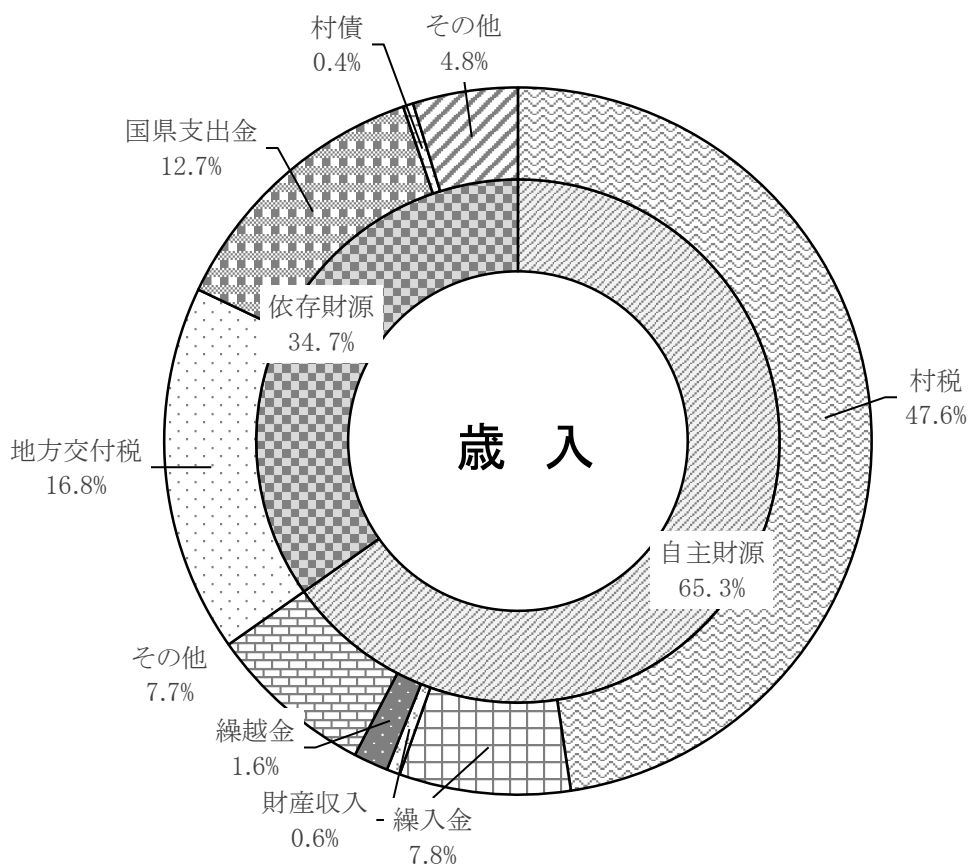 村債
0.4%
その他
4.8%
国県支出金
12.7%
依存財源
34.7%
村税
47.6%
地方交付税
16.8%
歳 入
自主財源
65.3%
その他
7.7%
繰越金
1.6%
財産収入
0.6%
繰入金
7.8%